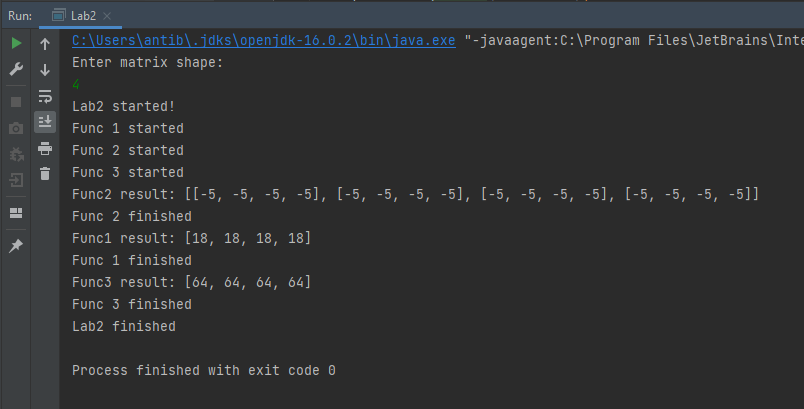 Run: Lab2
C:\Users\antib\.jdks\openjdk-16.0.2\bin\java.exe "-javaagent:C:\Program Files\JetBrains\Inte
Enter matrix shape:
4
Lab2 started!
Func 1 started
Func 2 started
Func 3 started
Func2 result: [[-5, -5, -5, -5], [-5, -5, -5, -5], [-5, -5, -5, -5], [-5, -5, -5, -5]]
Func 2 finished
Func1 result: [18, 18, 18, 18]
Func 1 finished
Func3 result: [64, 64, 64, 64]
Func 3 finished
Lab2 finished
Process finished with exit code 0